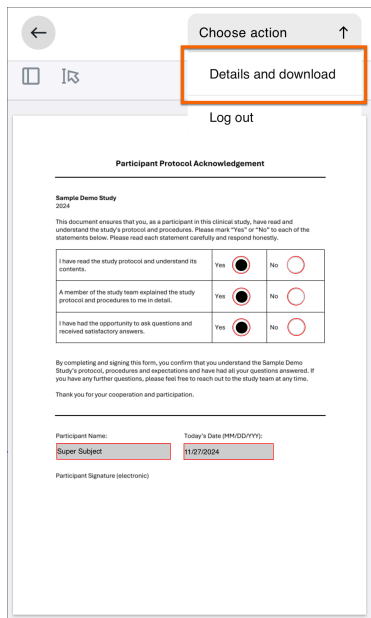 Choose action
Details and download
Log out
Participant Protocol Acknowledgement
Sample Demo Study
2024
This document ensures that you, as a participant in this clinical study, have read and
understand the study's protocol and procedures. Please mark "Yes" or "No" to each of the
statements below. Please read each statement carefully and respond honestly.
I have read the study protocol and understand its
contents.
Yes No
A member of the study team explained the study
protocol and procedures to me in detail.
Yes No
I have had the opportunity to ask questions and
received satisfactory answers.
Yes No
By completing and signing this form, you confirm that you understand the Sample Demo
Study's protocol, procedures and expectations and have had all your questions answered. If
you have any further questions, please feel free to reach out to the study team at any time.
Thank you for your cooperation and participation.
Participant Name: Today's Date (MM/DD/YYY):
Super Subject 11/27/2024
Participant Signature (electronic)